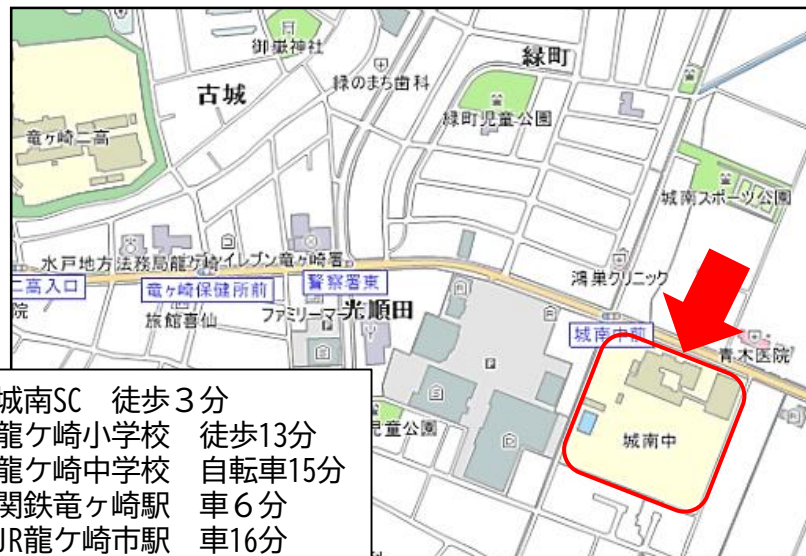 御嶽神社
緑町
古城
緑のまち歯科
緑町児童公園
竜ヶ崎二高
城南スポーツ公園
水戸地方法務局龍ケ崎
イレブン竜ヶ崎署
鴻巣クリニック
二高入口
竜ヶ崎保健所前
警察署東
院
旅館喜仙
ファミリーマー
光順田
城南中前
青木医院
児童公園
城南中
城南SC 徒歩3分
龍ケ崎小学校 徒歩13分
龍ケ崎中学校 自転車15分
関鉄竜ヶ崎駅 車6分
JR龍ケ崎市駅 車16分